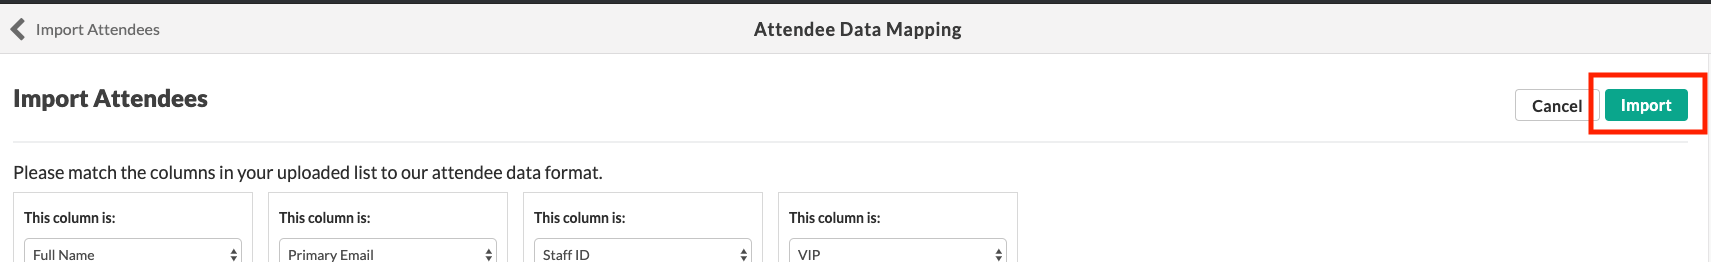 Import Attendees
Attendee Data Mapping
Import Attendees
Cancel
Import
Please match the columns in your uploaded list to our attendee data format.
This column is:
This column is:
This column is:
This column is:
Full Name
Primary Email
Staff ID
VIP